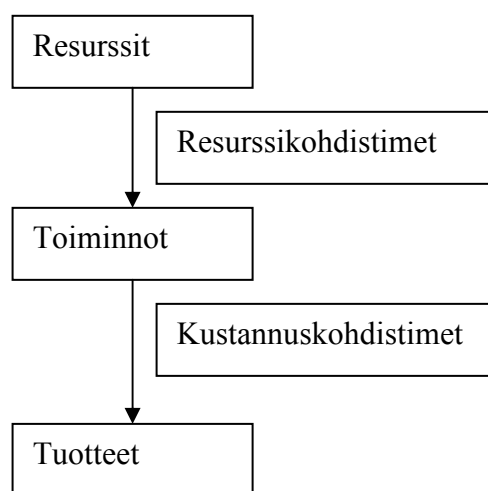 Resurssit
Resurssikohdistimet
Toiminnot
Kustannuskohdistimet
Tuotteet